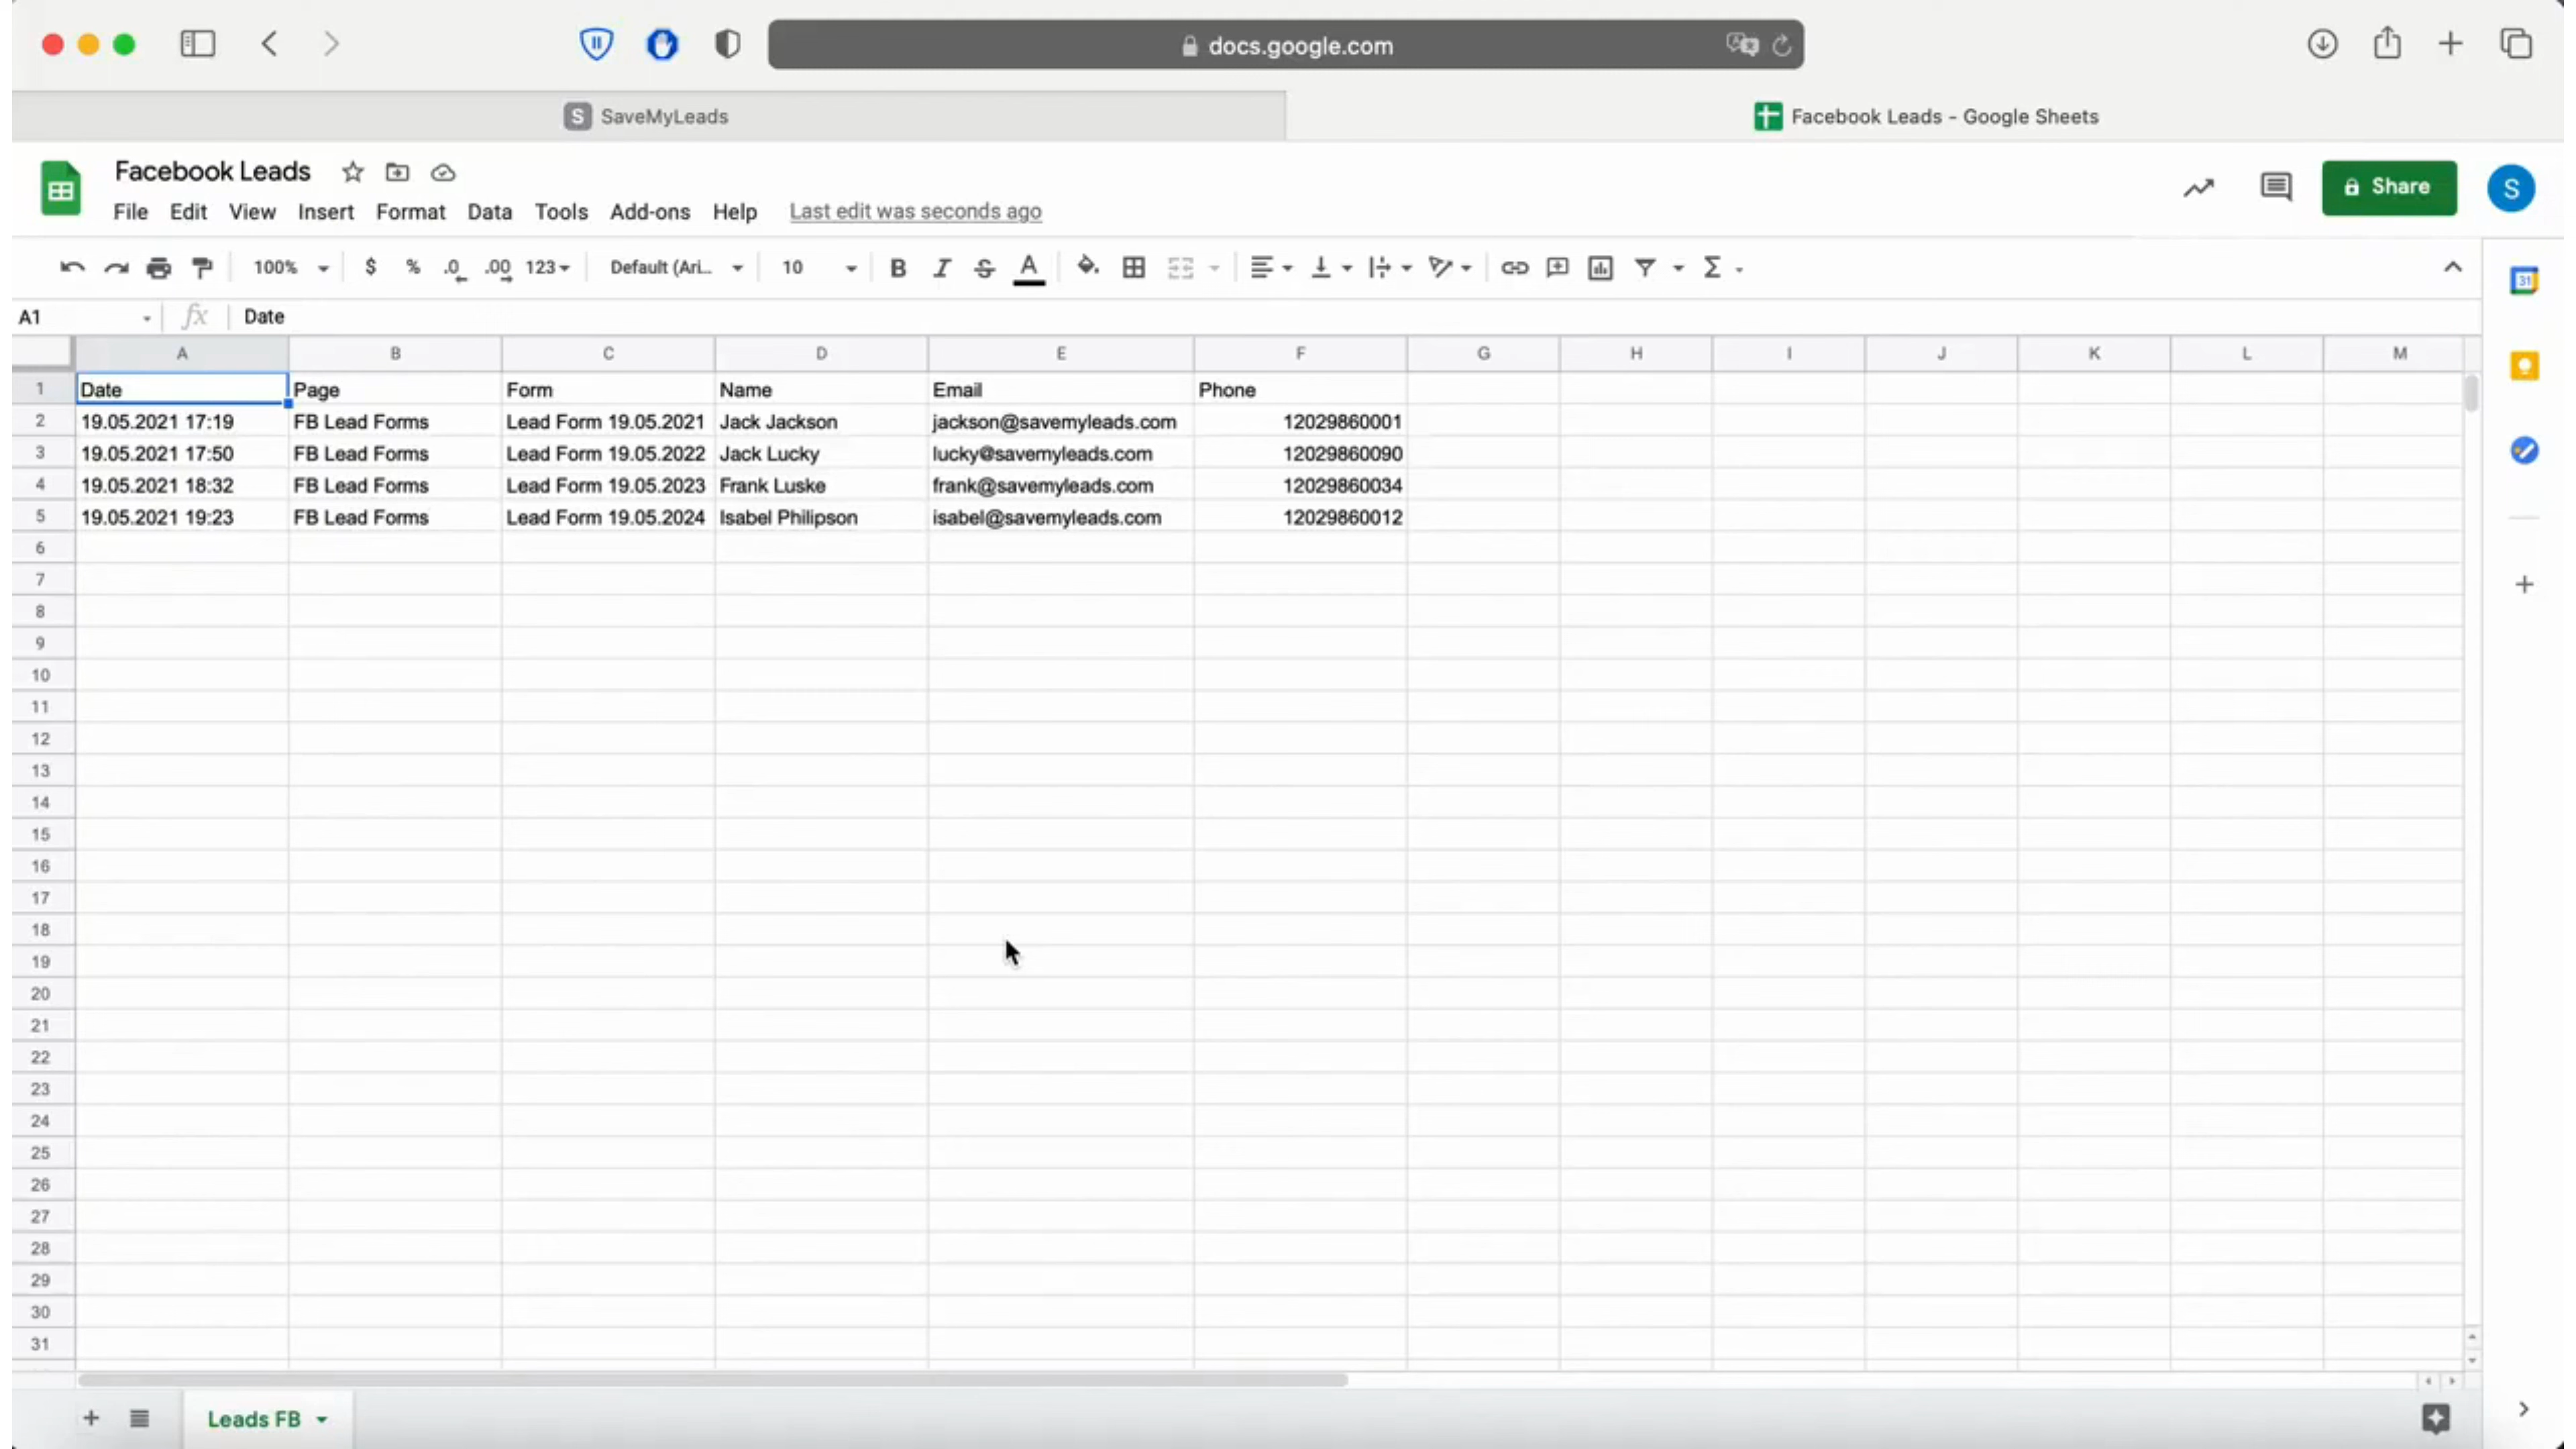 docs.google.com
S SaveMyLeads
Facebook Leads - Google Sheets
Facebook Leads
File Edit View Insert Format Data Tools Add-ons Help Last edit was seconds ago
Share
S
100% $ % .0 .00 123 Default (Ari... 10 B I S A Σ
31
A1 fx Date
A B C D E F G H I J K L M
1 Date Page Form Name Email Phone
2 19.05.2021 17:19 FB Lead Forms Lead Form 19.05.2021 Jack Jackson jackson@savemyleads.com 12029860001
3 19.05.2021 17:50 FB Lead Forms Lead Form 19.05.2022 Jack Lucky lucky@savemyleads.com 12029860090
4 19.05.2021 18:32 FB Lead Forms Lead Form 19.05.2023 Frank Luske frank@savemyleads.com 12029860034
5 19.05.2021 19:23 FB Lead Forms Lead Form 19.05.2024 Isabel Philipson isabel@savemyleads.com 12029860012
6
7
8
9
10
11
12
13
14
15
16
17
18
19
20
21
22
23
24
25
26
27
28
29
30
31
Leads FB